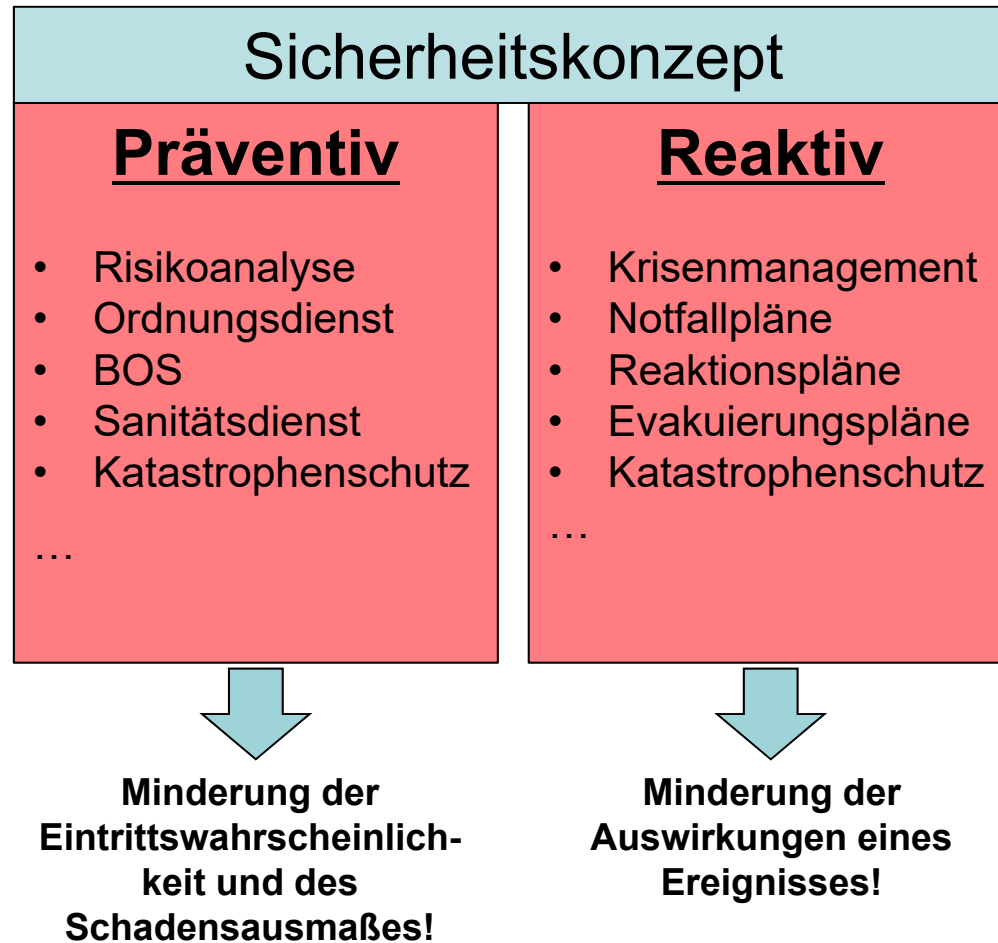 Sicherheitskonzept
Präventiv
• Risikoanalyse
• Ordnungsdienst
• BOS
• Sanitätsdienst
• Katastrophenschutz
…
Minderung der
Eintrittswahrscheinlich-
keit und des
Schadensausmaßes!
Reaktiv
• Krisenmanagement
• Notfallpläne
• Reaktionspläne
• Evakuierungspläne
• Katastrophenschutz
…
Minderung der
Auswirkungen eines
Ereignisses!